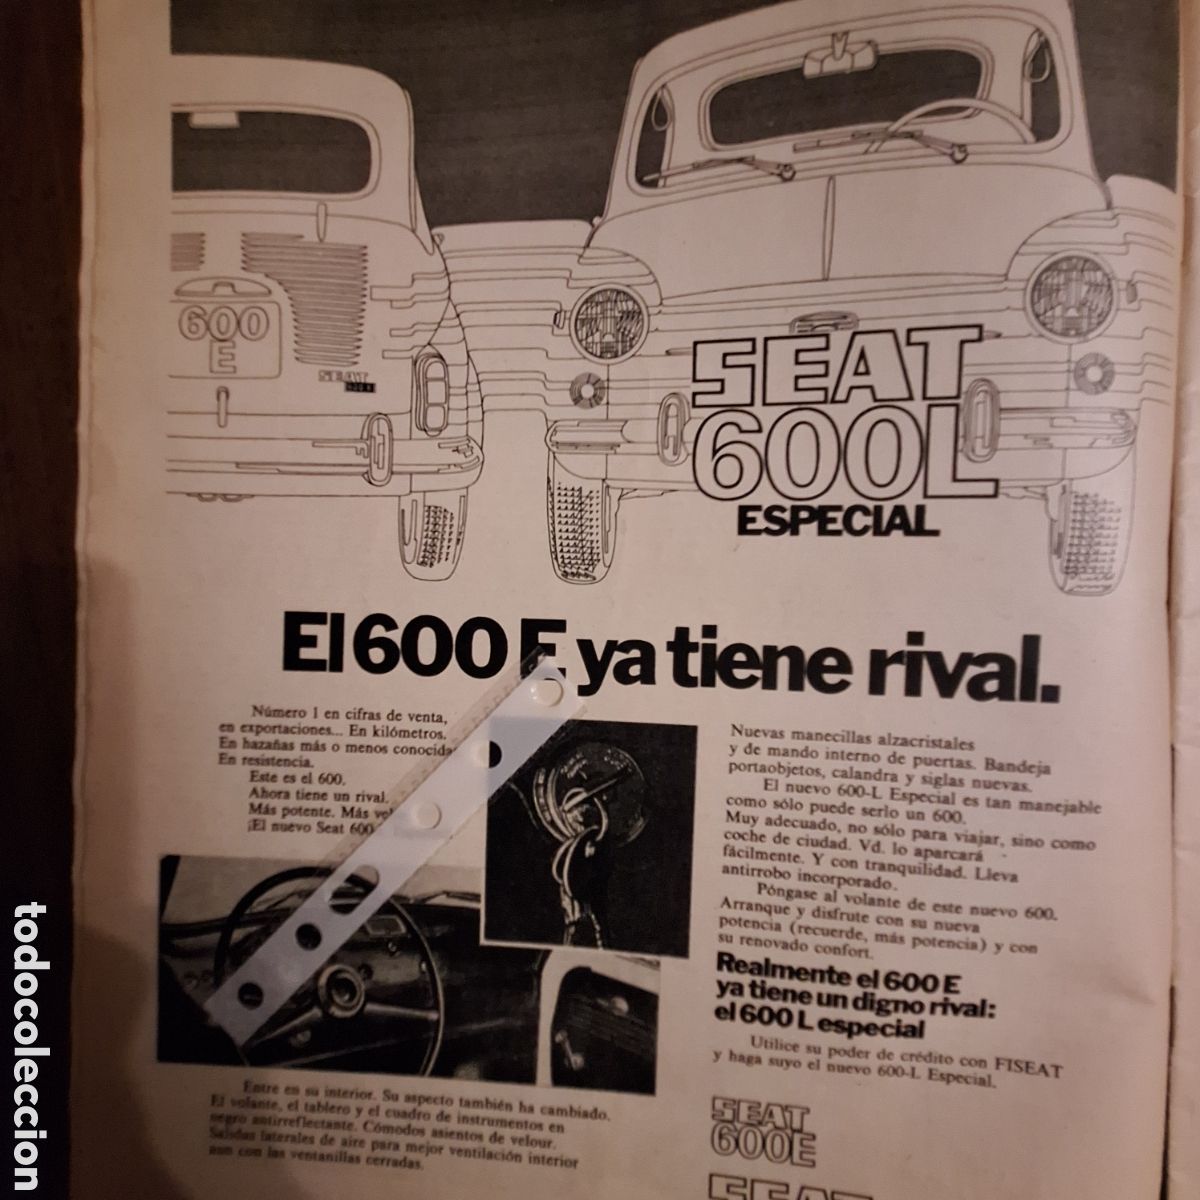 600
E
SEAT
SEAT
600L
ESPECIAL
El 600 E ya tiene rival.
Número 1 en cifras de venta,
en exportaciones... En kilómetros.
En hazañas más o menos conocida
En resistencia.
Este es el 600.
Ahora tiene un rival.
Más potente. Más
¡El nuevo Seat 600
Entre en su interior. Su aspecto también ha cambiado.
El volante, el tablero y el cuadro de instrumentos en
negro antirreflectante. Cómodos asientos de velour.
Salidas laterales de aire para mejor ventilación interior
aun con las ventanillas cerradas.
Nuevas manecillas alzacristales
y de mando interno de puertas. Bandeja
portaobjetos, calandra y siglas nuevas.
El nuevo 600-L Especial es tan manejable
como sólo puede serlo un 600.
Muy adecuado, no sólo para viajar, sino como
coche de ciudad. Vd. lo aparcará
fácilmente. Y con tranquilidad. Lleva
antirrobo incorporado.
Póngase al volante de este nuevo 600.
Arranque y disfrute con su nueva
potencia (recuerde, más potencia) y con
su renovado confort.
Realmente el 600 E
ya tiene un digno rival:
el 600 L especial
Utilice su poder de crédito con FISEAT
y haga suyo el nuevo 600-L Especial.
SEAT
600E
SEAT
todocoleccion